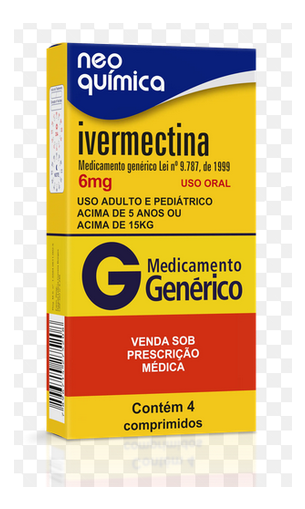 neo
química
ivermectina
Medicamento genérico Lei nº 9.787, de 1999
6mg
USO ORAL
USO ADULTO E PEDIÁTRICO
ACIMA DE 5 ANOS OU
ACIMA DE 15KG
G Medicamento
Genérico
VENDA SOB
PRESCRIÇÃO
MÉDICA
Contém 4
comprimidos